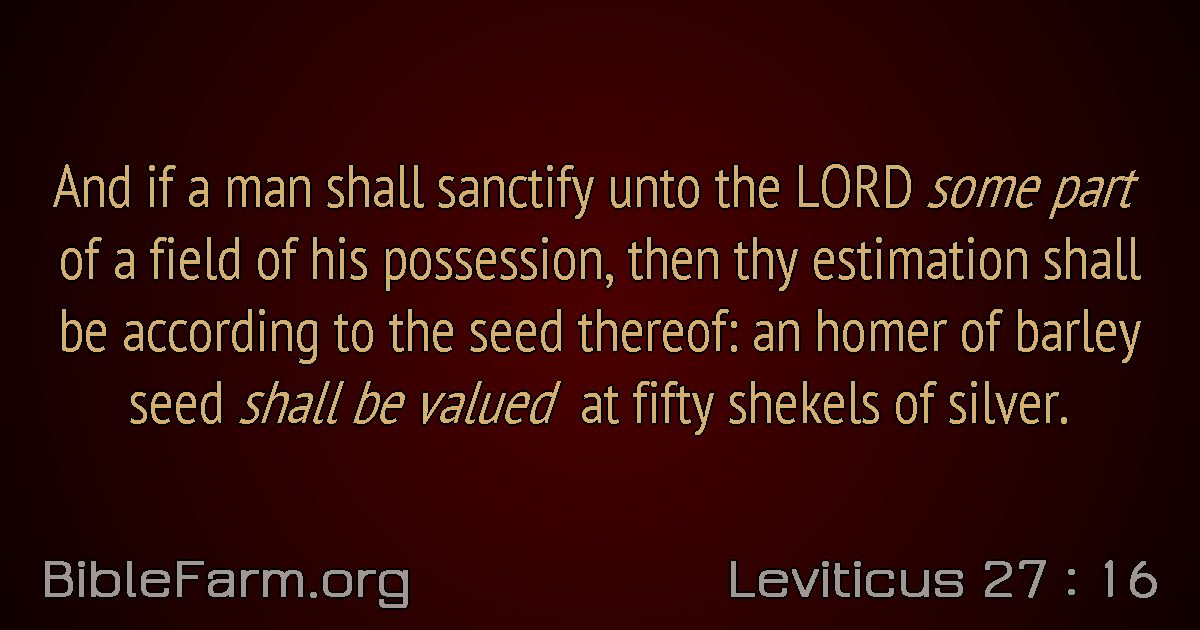 And if a man shall sanctify unto the LORD some part
of a field of his possession, then thy estimation shall
be according to the seed thereof: an homer of barley
seed shall be valued at fifty shekels of silver.
BibleFarm.org
Leviticus 27 : 16